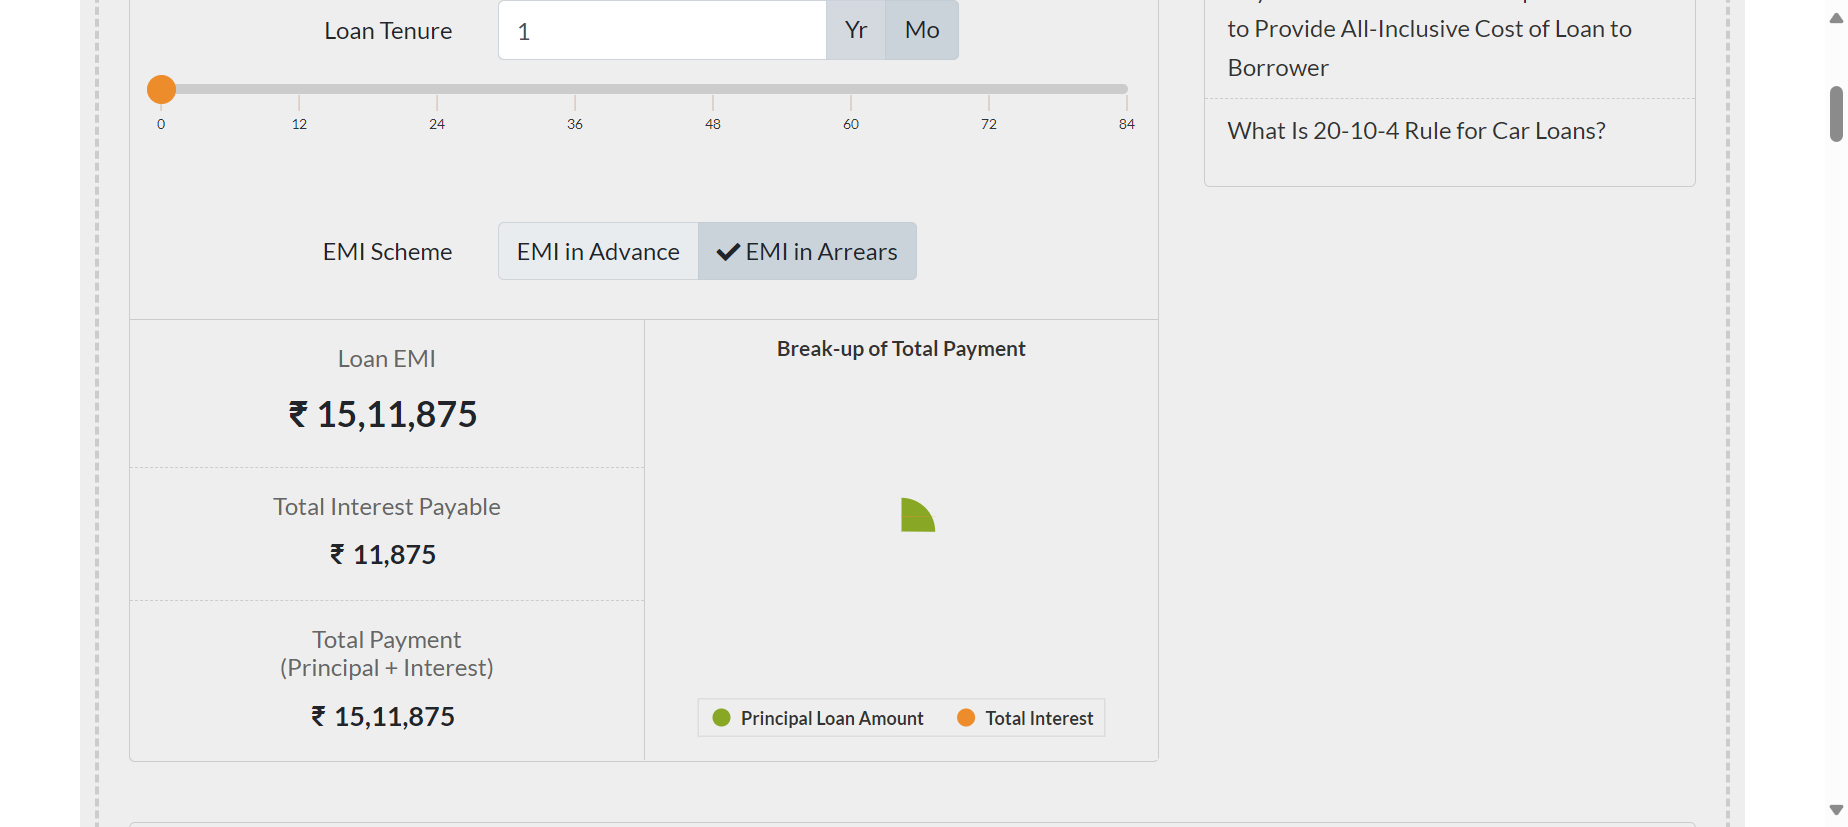 Loan Tenure
1
Yr
Mo
0
12
24
36
48
60
72
84
EMI Scheme
EMI in Advance
EMI in Arrears
Loan EMI
₹ 15,11,875
Total Interest Payable
₹ 11,875
Total Payment
(Principal + Interest)
₹ 15,11,875
Break-up of Total Payment
Principal Loan Amount
Total Interest
to Provide All-Inclusive Cost of Loan to
Borrower
What Is 20-10-4 Rule for Car Loans?